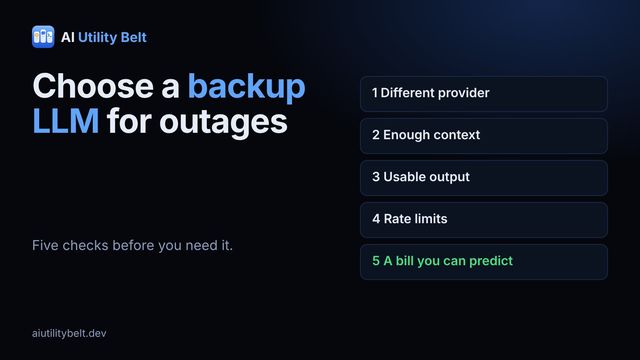 AI Utility Belt
Choose a backup
LLM for outages
Five checks before you need it.
1 Different provider
2 Enough context
3 Usable output
4 Rate limits
5 A bill you can predict
aiutilitybelt.dev